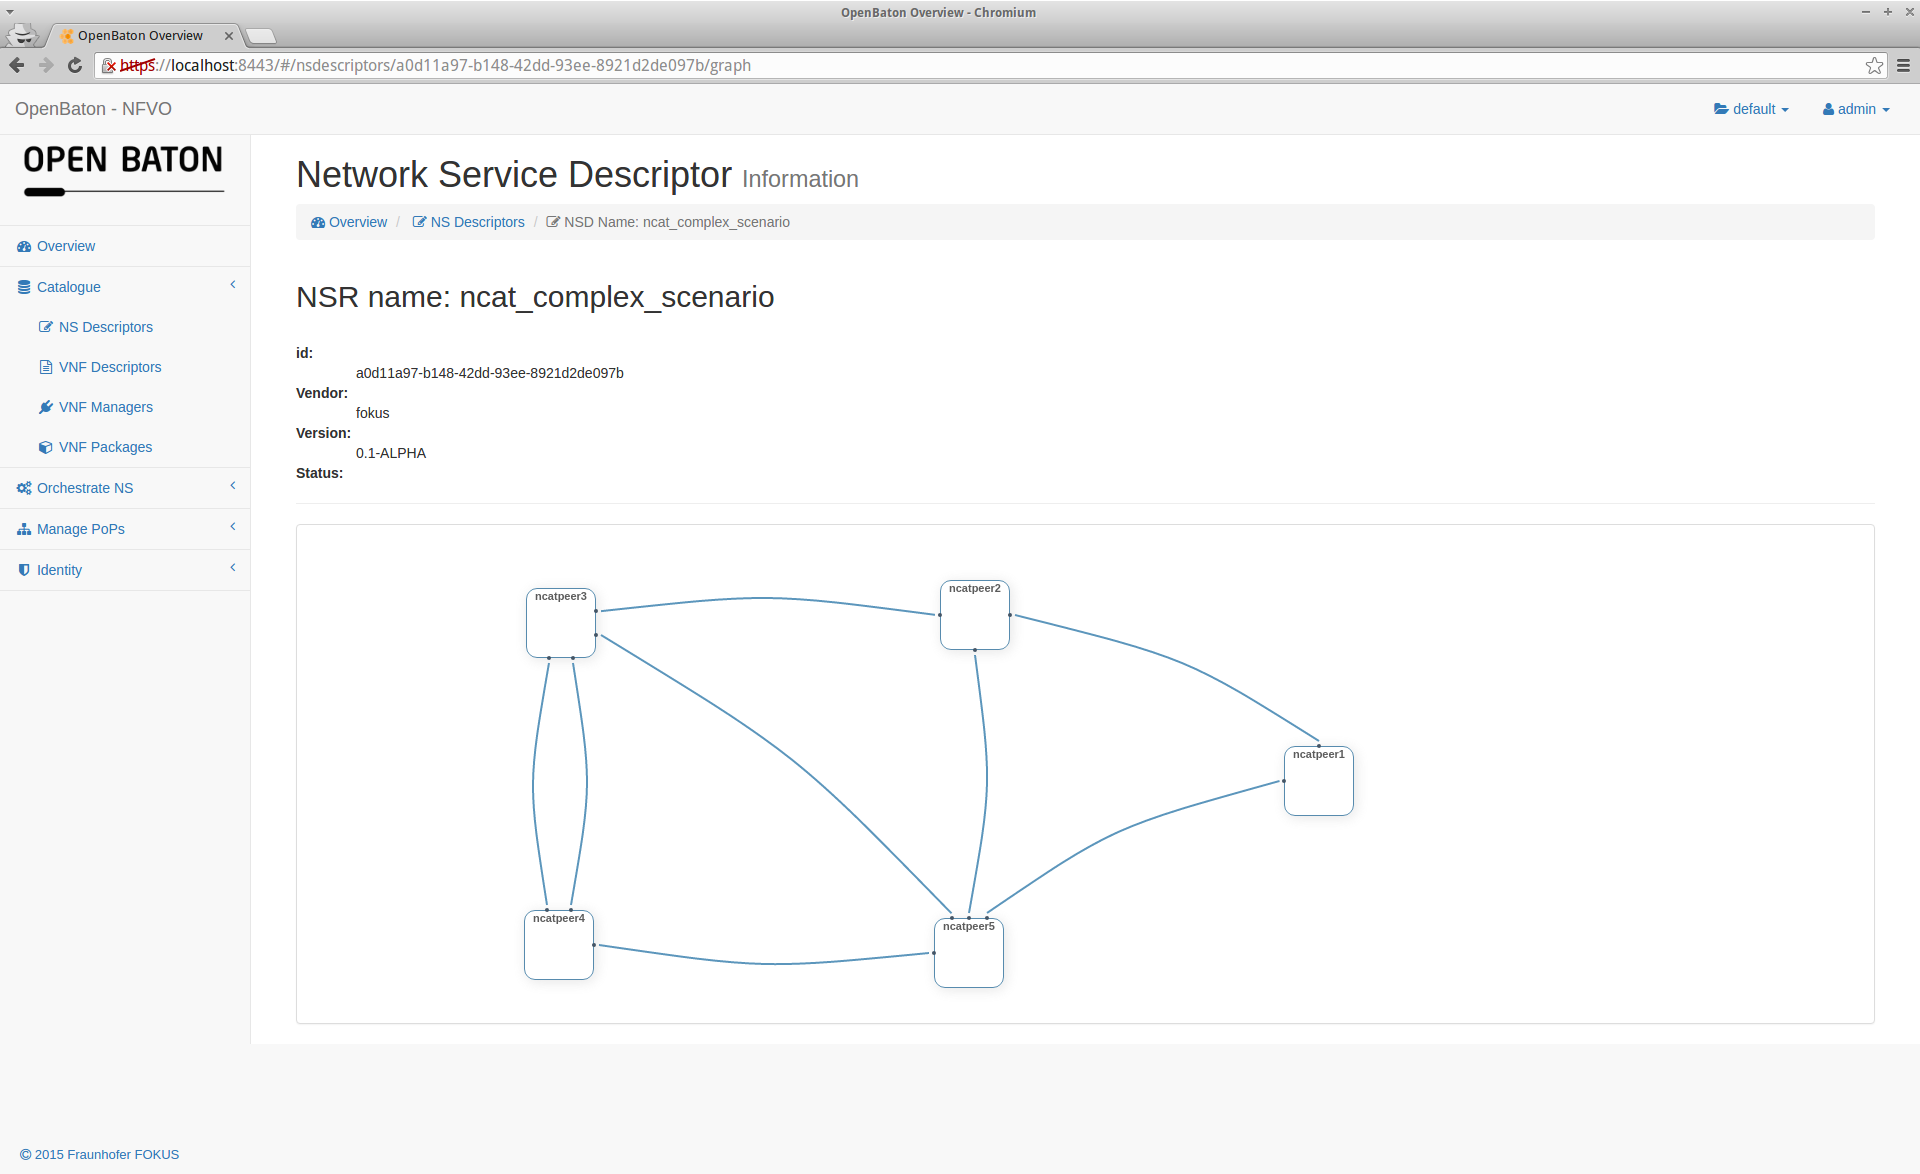 OpenBaton Overview - Chromium
OpenBaton Overview
https://localhost:8443/#/nsdescriptors/a0d11a97-b148-42dd-93ee-8921d2de097b/graph
OpenBaton - NFVO
default
admin
OPEN BATON
Overview
Catalogue
NS Descriptors
VNF Descriptors
VNF Managers
VNF Packages
Orchestrate NS
Manage PoPs
Identity
Network Service Descriptor Information
Overview / NS Descriptors / NSD Name: ncat_complex_scenario
NSR name: ncat_complex_scenario
id:
a0d11a97-b148-42dd-93ee-8921d2de097b
Vendor:
fokus
Version:
0.1-ALPHA
Status:
ncatpeer3
ncatpeer2
ncatpeer1
ncatpeer4
ncatpeer5
© 2015 Fraunhofer FOKUS